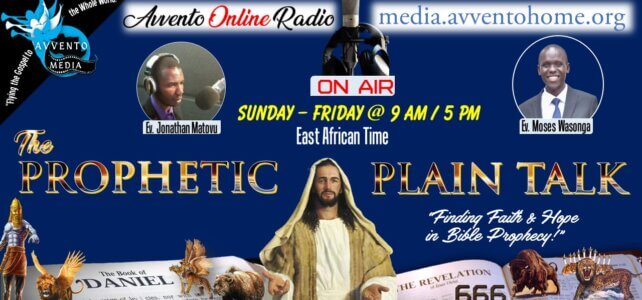 "Flying the Gospel to
the Whole World"
AVVENTO
MEDIA
Avvento Online Radio
media.avventohome.org
Ev. Jonathan Matovu
ON AIR
SUNDAY – FRIDAY @ 9 AM / 5 PM
East African Time
Ev. Moses Wasonga
The
PROPHETIC PLAIN TALK
"Finding Faith & Hope
in Bible Prophecy!"
The Book of
DANIEL
THE REVELATION
666